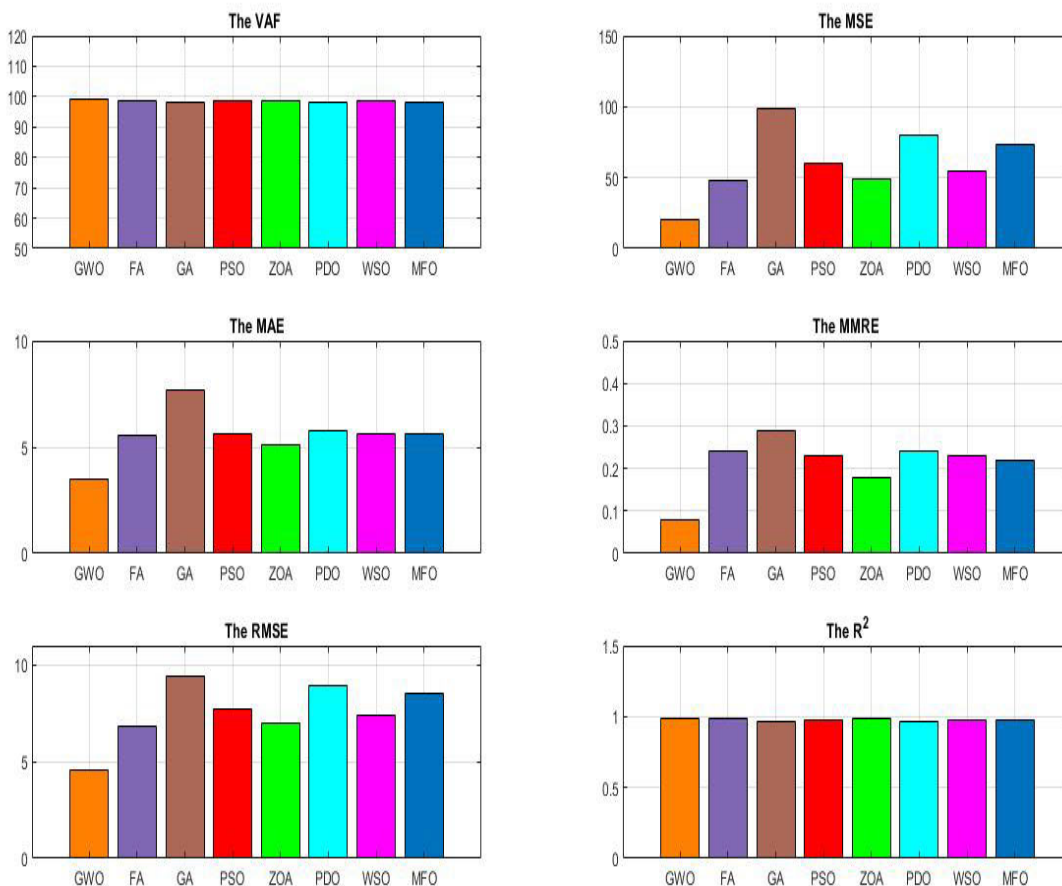 The VAF
120
110
100
90
80
70
60
50
GWO FA GA PSO ZOA PDO WSO MFO
The MSE
150
100
50
0
GWO FA GA PSO ZOA PDO WSO MFO
The MAE
10
5
0
GWO FA GA PSO ZOA PDO WSO MFO
The MMRE
0.5
0.4
0.3
0.2
0.1
0
GWO FA GA PSO ZOA PDO WSO MFO
The RMSE
10
5
0
GWO FA GA PSO ZOA PDO WSO MFO
The R²
1.5
1
0.5
0
GWO FA GA PSO ZOA PDO WSO MFO